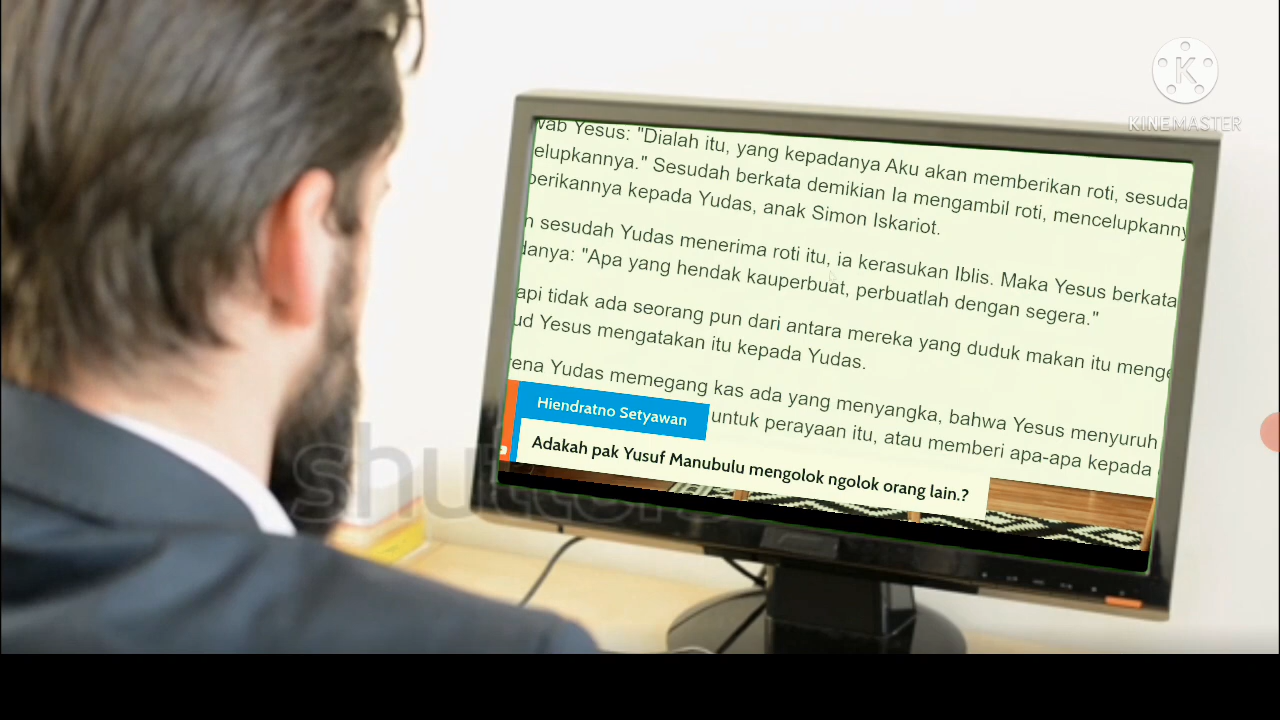 KINEMASTER
Yesus: "Dialah itu, yang kepadanya Aku akan memberikan roti, sesuda
elupkannya." Sesudah berkata demikian Ia mengambil roti, mencelupkanny
berikannya kepada Yudas, anak Simon Iskariot.
n sesudah Yudas menerima roti itu, ia kerasukan Iblis. Maka Yesus berkata
danya: "Apa yang hendak kauperbuat, perbuatlah dengan segera."
api tidak ada seorang pun dari antara mereka yang duduk makan itu menge
ud Yesus mengatakan itu kepada Yudas.
rena Yudas memegang kas ada yang menyangka, bahwa Yesus menyuruh
untuk perayaan itu, atau memberi apa-apa kepada
Hiendratno Setyawan
Adakah pak Yusuf Manubulu mengolok ngolok orang lain.?